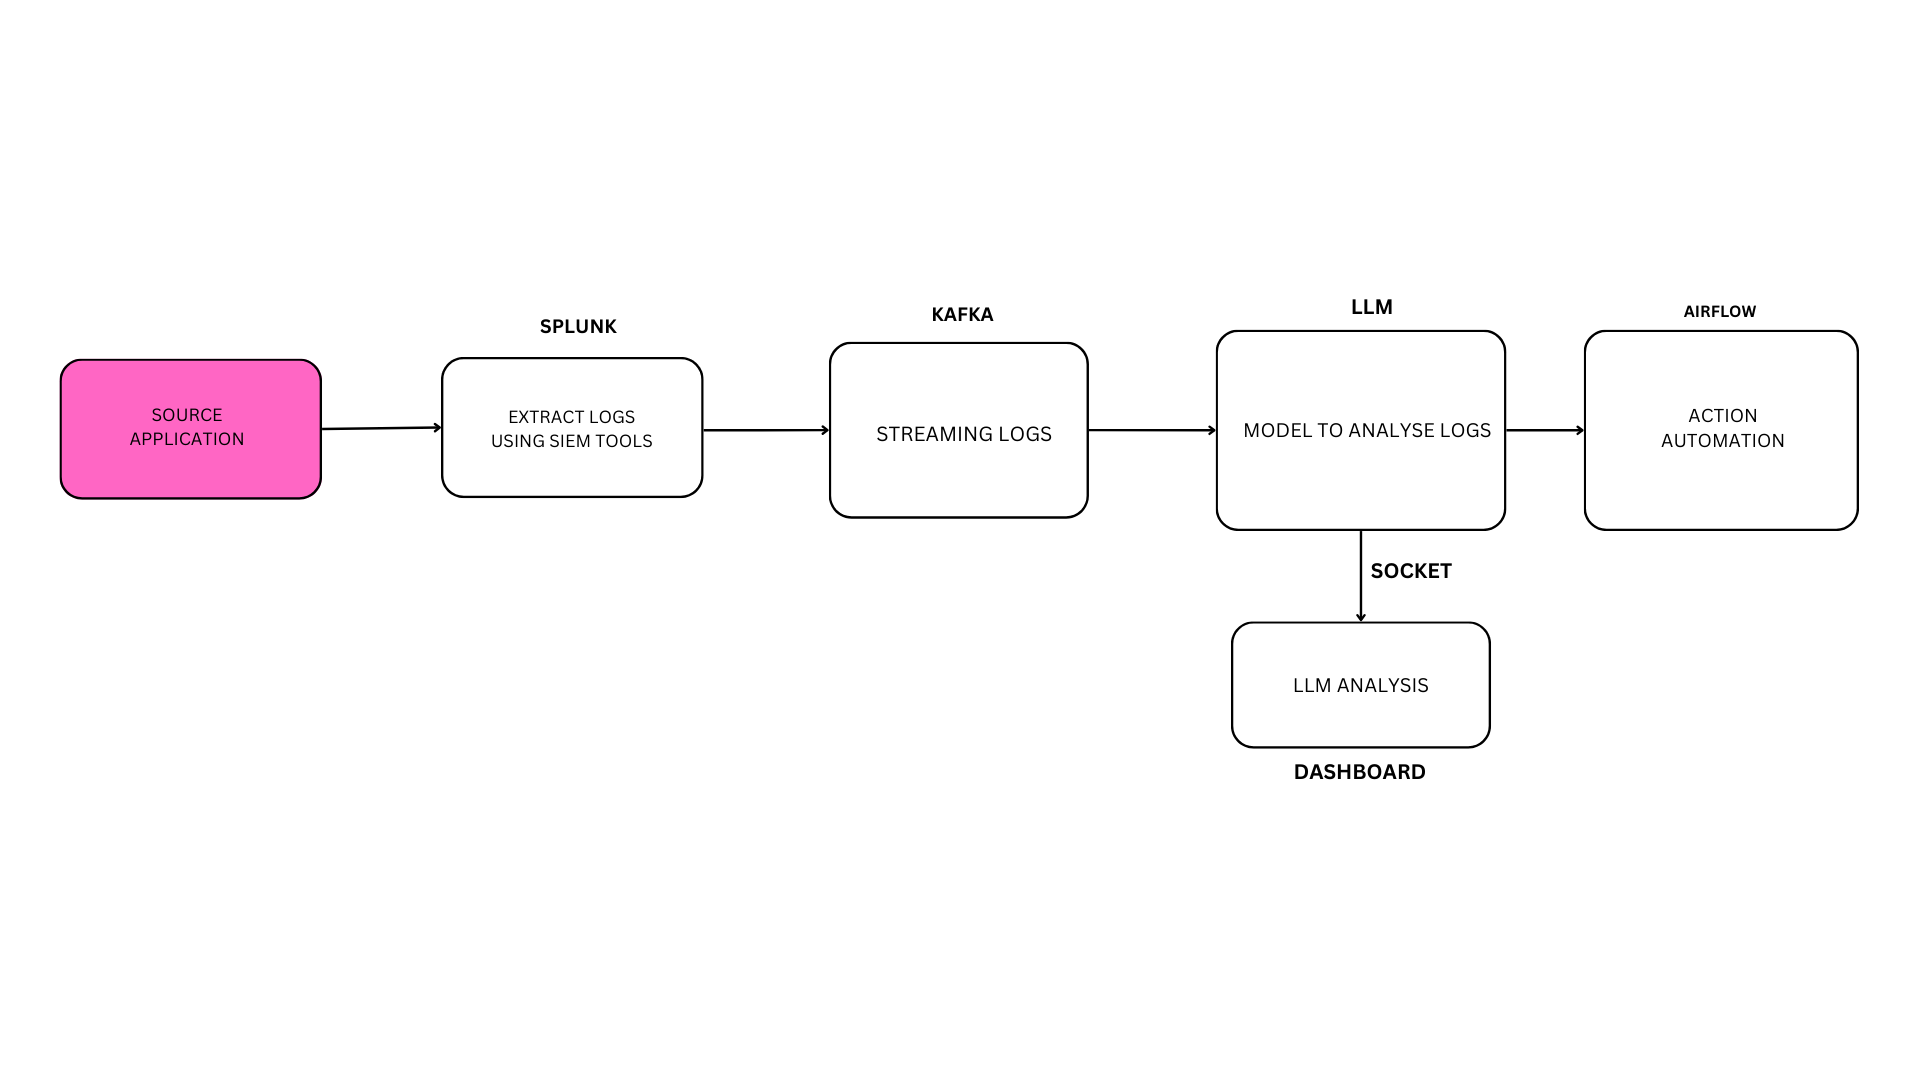 SOURCE
APPLICATION
SPLUNK
EXTRACT LOGS
USING SIEM TOOLS
KAFKA
STREAMING LOGS
LLM
MODEL TO ANALYSE LOGS
AIRFLOW
ACTION
AUTOMATION
SOCKET
LLM ANALYSIS
DASHBOARD